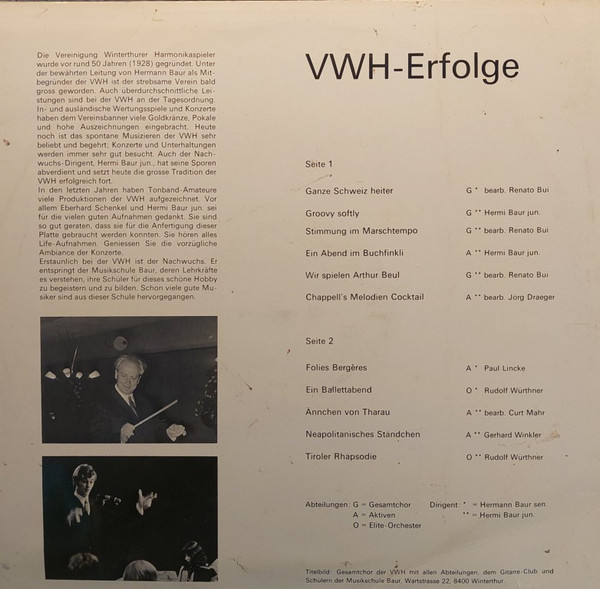 Die Vereinigung Winterthurer Harmonikaspieler
wurde vor rund 50 Jahren (1928) gegründet. Unter
der bewährten Leitung von Hermann Baur als Mit-
begründer der VWH ist der strebsame Verein bald
gross geworden. Auch überdurchschnittliche Lei-
stungen sind bei der VWH an der Tagesordnung.
In- und ausländische Wertungsspiele und Konzerte
haben dem Vereinsbanner viele Goldkränze, Pokale
und hohe Auszeichnungen eingebracht. Heute
noch ist das spontane Musizieren der VWH sehr
beliebt und begehrt; Konzerte und Unterhaltungen
werden immer sehr gut besucht. Auch der Nach-
wuchs-Dirigent, Hermi Baur jun., hat seine Sporen
abverdient und setzt heute die grosse Tradition der
VWH erfolgreich fort.
In den letzten Jahren haben Tonband-Amateure
viele Produktionen der VWH aufgezeichnet. Vor
allem Eberhard Schenkel und Hermi Baur jun. sei
für die vielen guten Aufnahmen gedankt. Sie sind
so gut geraten, dass sie für die Anfertigung dieser
Platte gebraucht werden konnten. Sie hören alles
Life-Aufnahmen. Geniessen Sie die vorzügliche
Ambiance der Konzerte.
Erstaunlich bei der VWH ist der Nachwuchs. Er
entspringt der Musikschule Baur, deren Lehrkräfte
es verstehen, ihre Schüler für dieses schöne Hobby
zu begeistern und zu bilden. Schon viele gute Mu-
siker sind aus dieser Schule hervorgegangen.
VWH-Erfolge
Seite 1
Ganze Schweiz heiter G * bearb. Renato Bui
Groovy softly G ** Hermi Baur jun.
Stimmung im Marschtempo G ** bearb. Renato Bui
Ein Abend im Buchfinkli A ** Hermi Baur jun.
Wir spielen Arthur Beul G ** bearb. Renato Bui
Chappell's Melodien Cocktail A ** bearb. Jörg Draeger
Seite 2
Folies Bergères A * Paul Lincke
Ein Ballettabend O * Rudolf Würthner
Ännchen von Tharau A ** bearb. Curt Mahr
Neapolitanisches Ständchen A ** Gerhard Winkler
Tiroler Rhapsodie O ** Rudolf Würthner
Abteilungen: G = Gesamtchor Dirigent: * = Hermann Baur sen.
A = Aktiven ** = Hermi Baur jun.
O = Elite-Orchester
Titelbild: Gesamtchor der VWH mit allen Abteilungen, dem Gitarre-Club und
Schülern der Musikschule Baur, Wartstrasse 22, 8400 Winterthur.